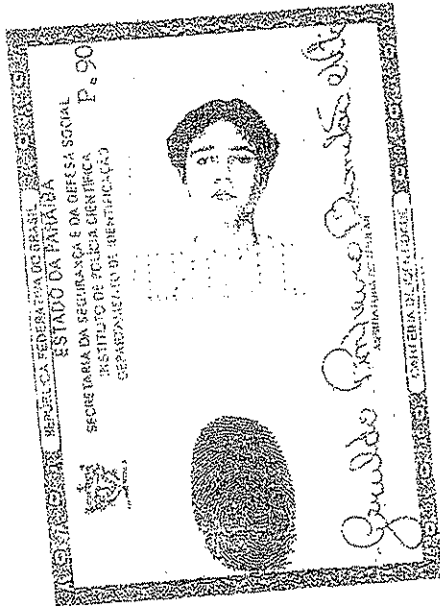 REPÚBLICA FEDERATIVA DO BRASIL
ESTADO DA PARAÍBA
SECRETARIA DA SEGURANÇA E DA DEFESA SOCIAL
INSTITUTO DE POLÍCIA CIENTÍFICA
DEPARTAMENTO DE IDENTIFICAÇÃO
P. 90
Geraldo
ASSINATURA DO TITULAR
CARTEIRA DE IDENTIDADE